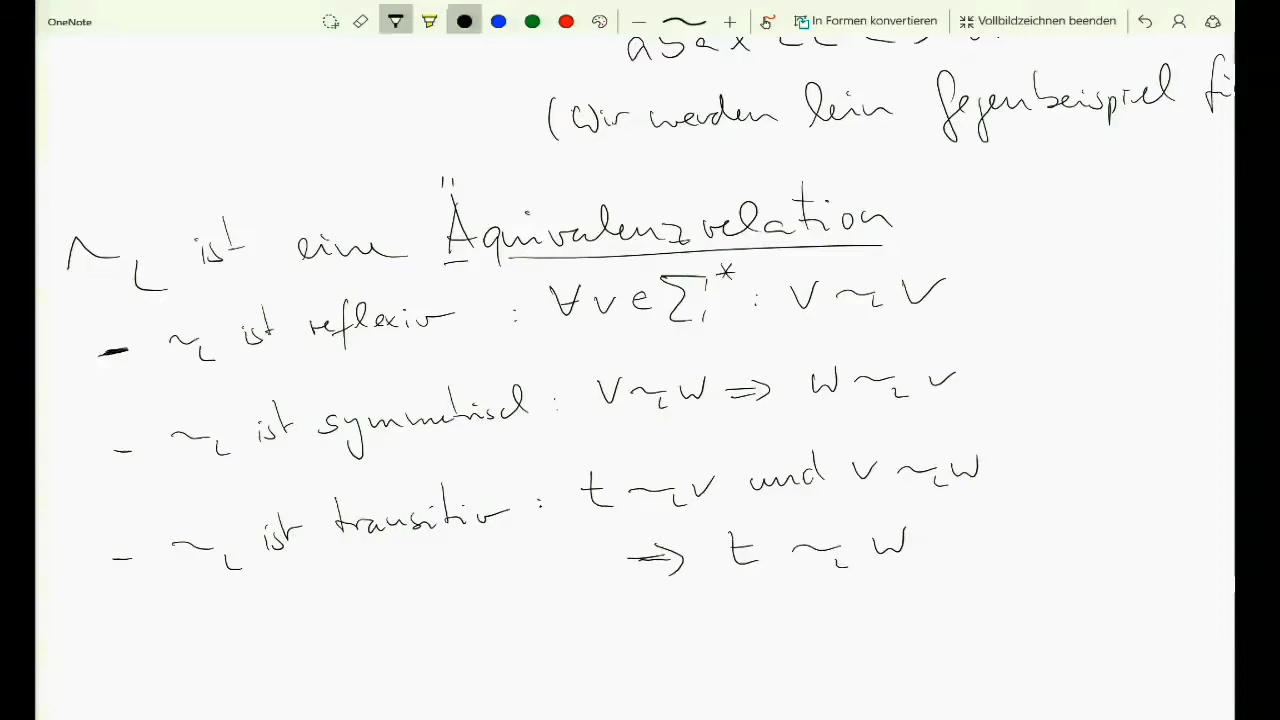 OneNote In Formen konvertieren Vollbildzeichnen beenden
(Wir werden kein Gegenbeispiel
~L ist eine Äquivalenzrelation
- ~L ist reflexiv : ∀v∈Σ* : v ~L v
- ~L ist symmetrisch : v ~L w ⇒ w ~L v
- ~L ist transitiv : t ~L v und v ~L w
⇒ t ~L w